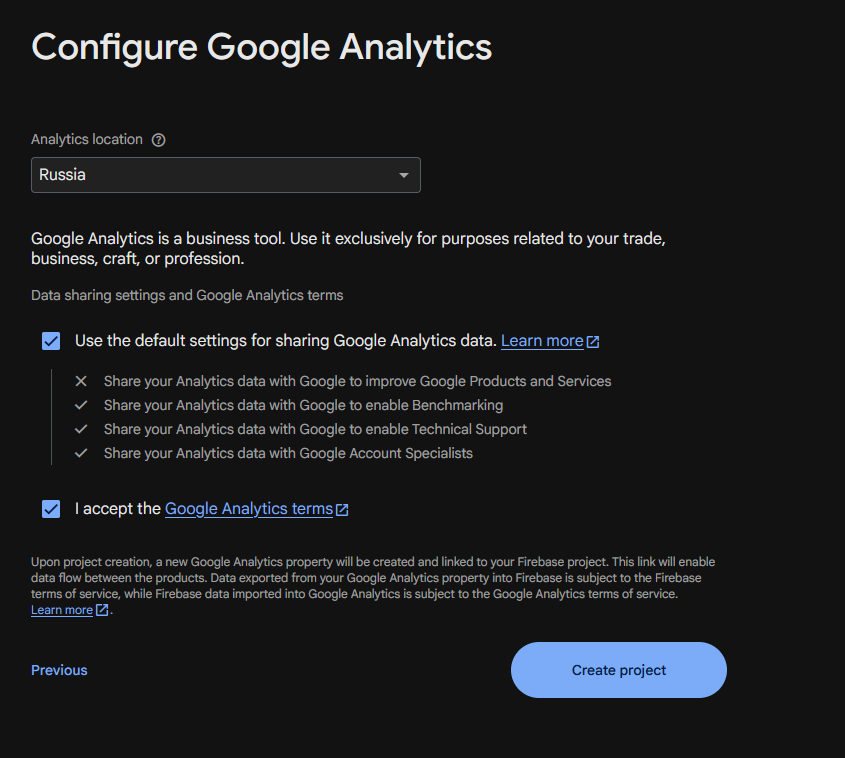 Configure Google Analytics
Analytics location
Russia
Google Analytics is a business tool. Use it exclusively for purposes related to your trade,
business, craft, or profession.
Data sharing settings and Google Analytics terms
Use the default settings for sharing Google Analytics data. Learn more
Share your Analytics data with Google to improve Google Products and Services
Share your Analytics data with Google to enable Benchmarking
Share your Analytics data with Google to enable Technical Support
Share your Analytics data with Google Account Specialists
I accept the Google Analytics terms
Upon project creation, a new Google Analytics property will be created and linked to your Firebase project. This link will enable
data flow between the products. Data exported from your Google Analytics property into Firebase is subject to the Firebase
terms of service, while Firebase data imported into Google Analytics is subject to the Google Analytics terms of service.
Learn more.
Previous
Create project